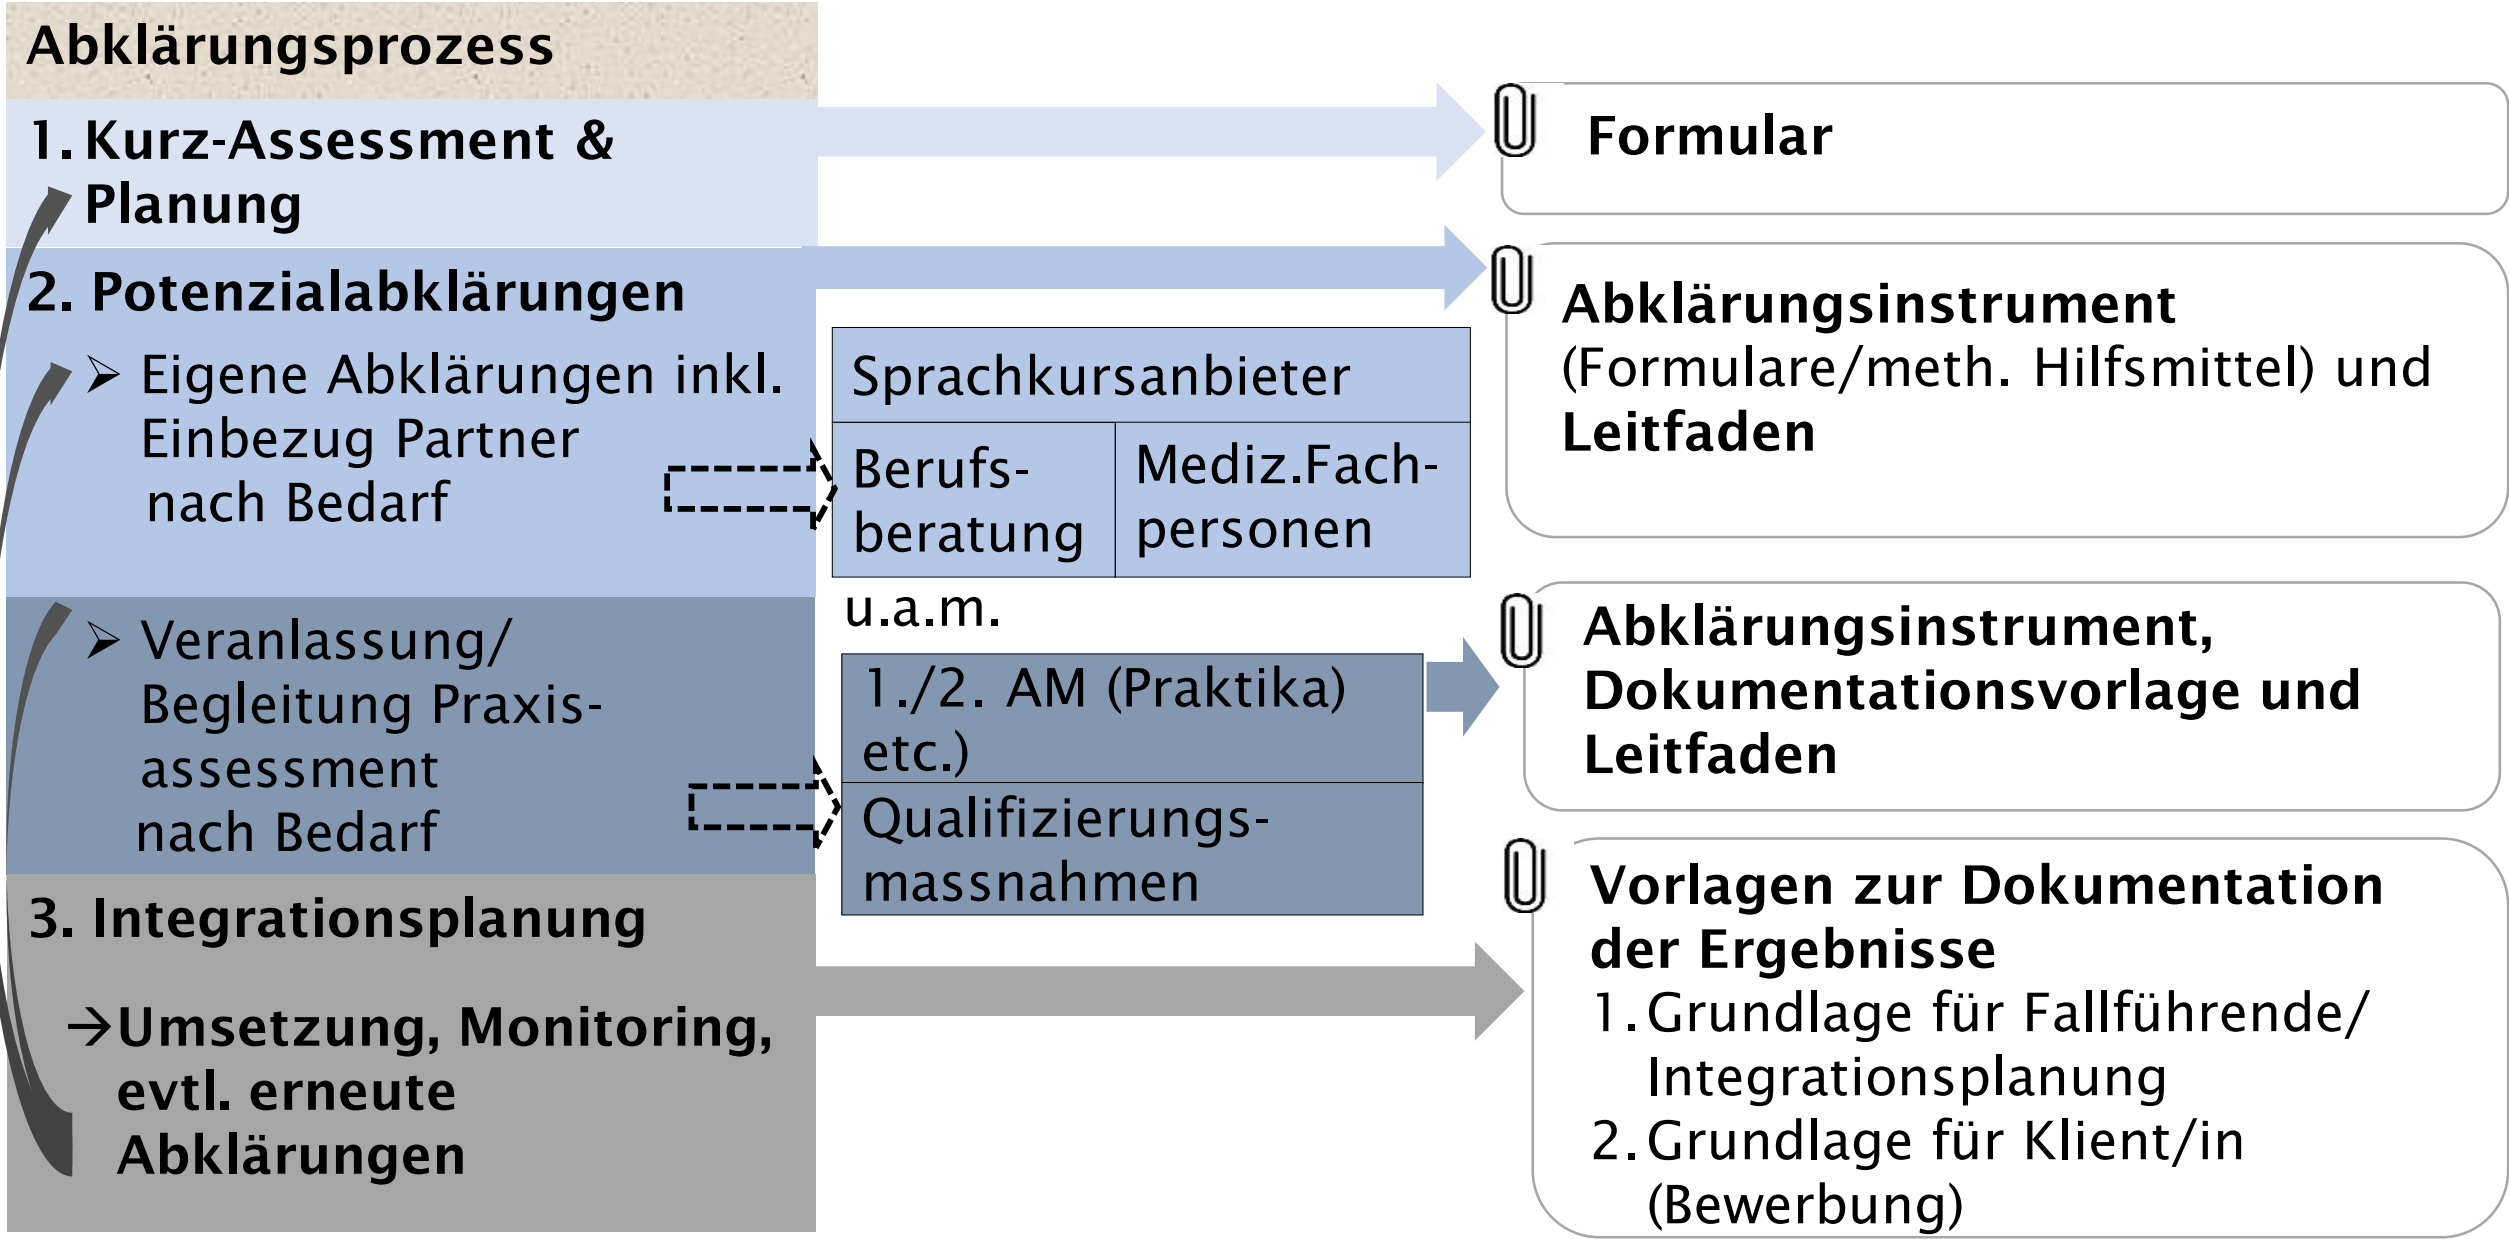 Abklärungsprozess
1. Kurz-Assessment &
Planung
2. Potenzialabklärungen
➢ Eigene Abklärungen inkl.
Einbezug Partner
nach Bedarf
➢ Veranlassung/
Begleitung Praxis-
assessment
nach Bedarf
3. Integrationsplanung
→Umsetzung, Monitoring,
evtl. erneute
Abklärungen
Sprachkursanbieter
Berufs-
beratung
Mediz.Fach-
personen
u.a.m.
1./2. AM (Praktika)
etc.)
Qualifizierungs-
massnahmen
Formular
Abklärungsinstrument
(Formulare/meth. Hilfsmittel) und
Leitfaden
Abklärungsinstrument,
Dokumentationsvorlage und
Leitfaden
Vorlagen zur Dokumentation
der Ergebnisse
1. Grundlage für Fallführende/
Integrationsplanung
2. Grundlage für Klient/in
(Bewerbung)